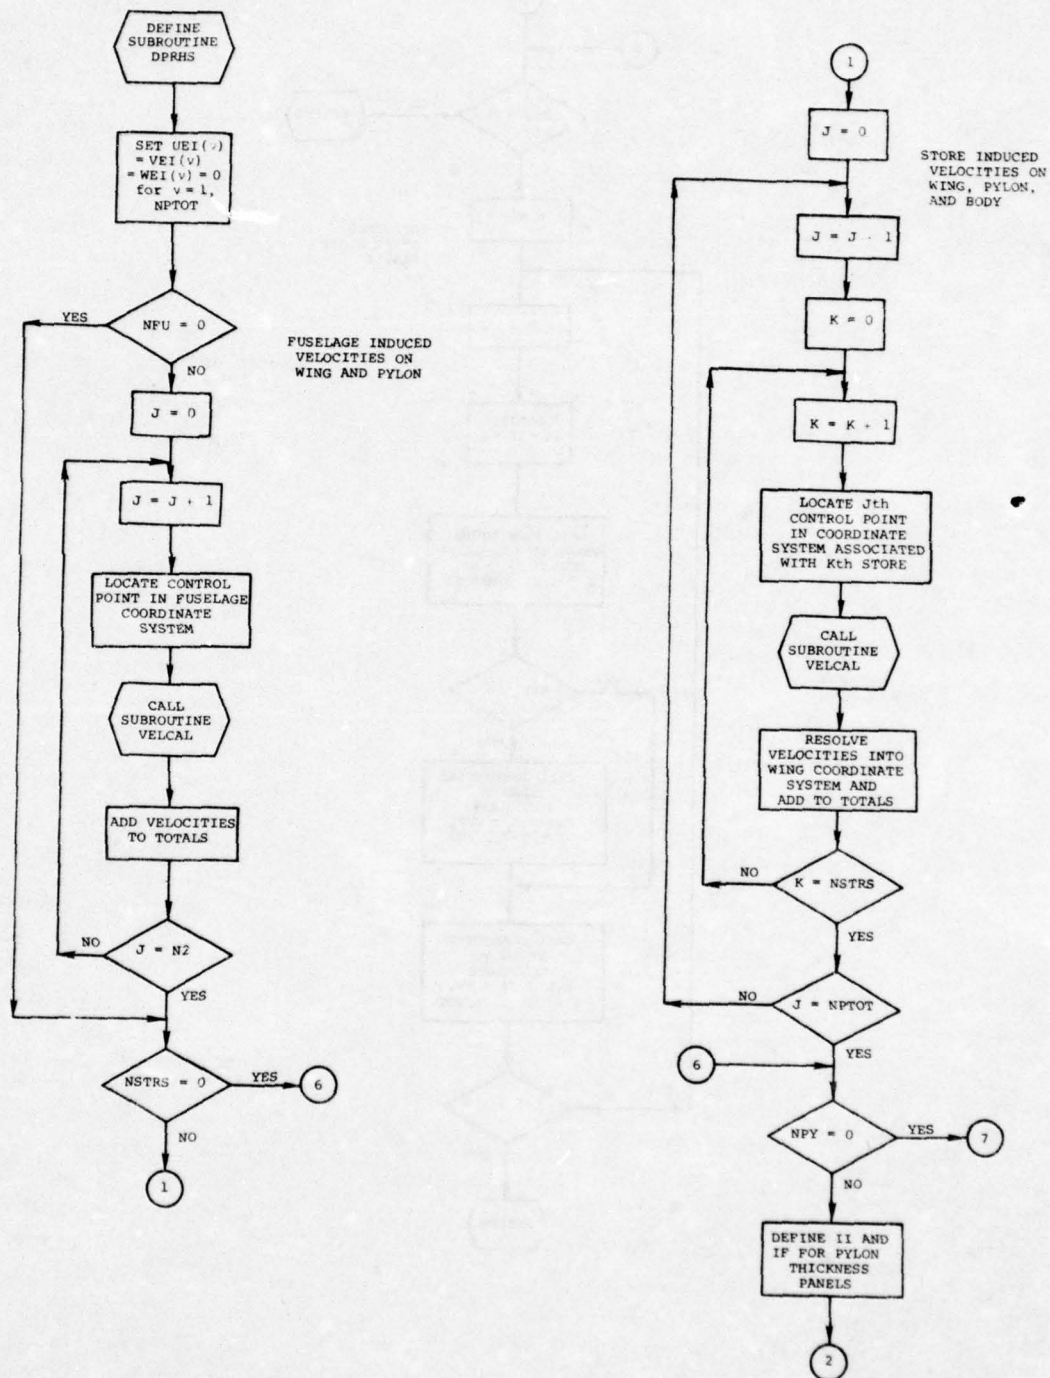 DEFINE
SUBROUTINE
DPRHS
SET UEI(ν)
= VEI(ν)
= WEI(ν) = 0
for ν = 1,
NPTOT
YES
NFU = 0
NO
FUSELAGE INDUCED
VELOCITIES ON
WING AND PYLON
J = 0
J = J + 1
LOCATE CONTROL
POINT IN FUSELAGE
COORDINATE
SYSTEM
CALL
SUBROUTINE
VELCAL
ADD VELOCITIES
TO TOTALS
NO
J = N2
YES
NSTRS = 0
YES
6
NO
1
1
J = 0
STORE INDUCED
VELOCITIES ON
WING, PYLON,
AND BODY
J = J - 1
K = 0
K = K + 1
LOCATE Jth
CONTROL POINT
IN COORDINATE
SYSTEM ASSOCIATED
WITH Kth STORE
CALL
SUBROUTINE
VELCAL
RESOLVE
VELOCITIES INTO
WING COORDINATE
SYSTEM AND
ADD TO TOTALS
NO
K = NSTRS
YES
NO
J = NPTOT
YES
6
NPY = 0
YES
7
NO
DEFINE II AND
IF FOR PYLON
THICKNESS
PANELS
2